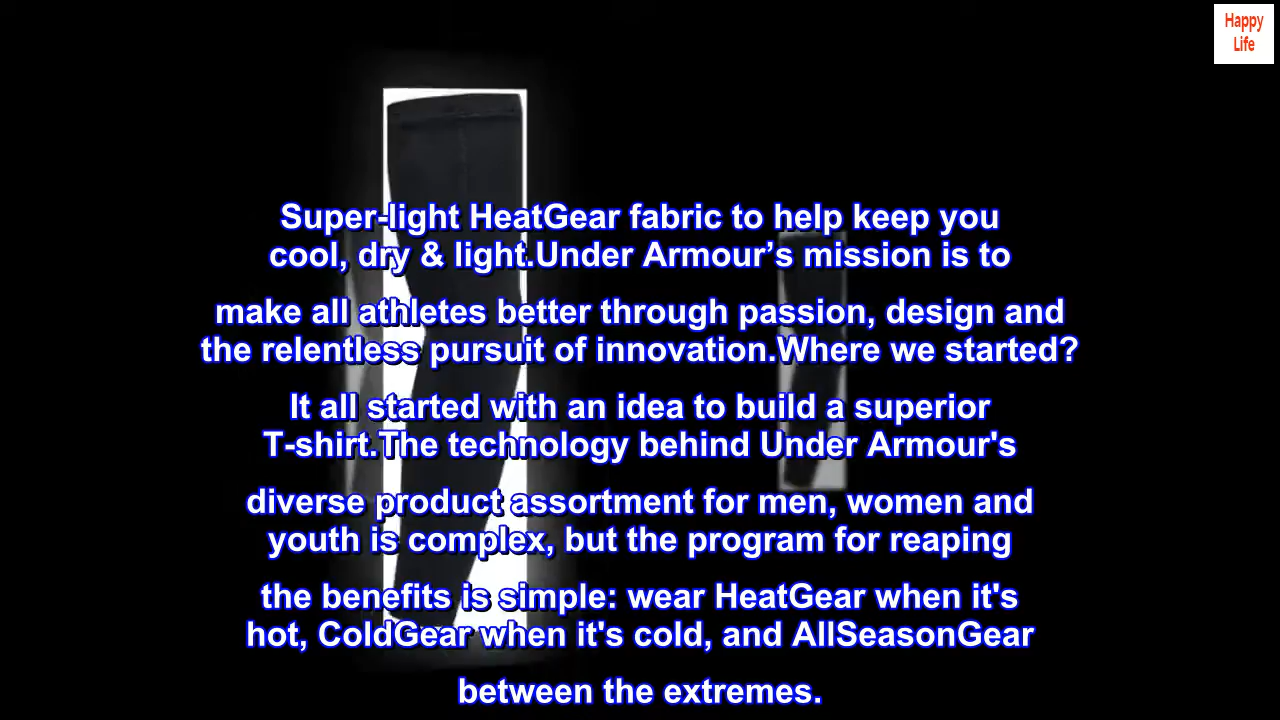 Happy
Life
Super-light HeatGear fabric to help keep you
cool, dry & light.Under Armour’s mission is to
make all athletes better through passion, design and
the relentless pursuit of innovation.Where we started?
It all started with an idea to build a superior
T-shirt.The technology behind Under Armour's
diverse product assortment for men, women and
youth is complex, but the program for reaping
the benefits is simple: wear HeatGear when it's
hot, ColdGear when it's cold, and AllSeasonGear
between the extremes.